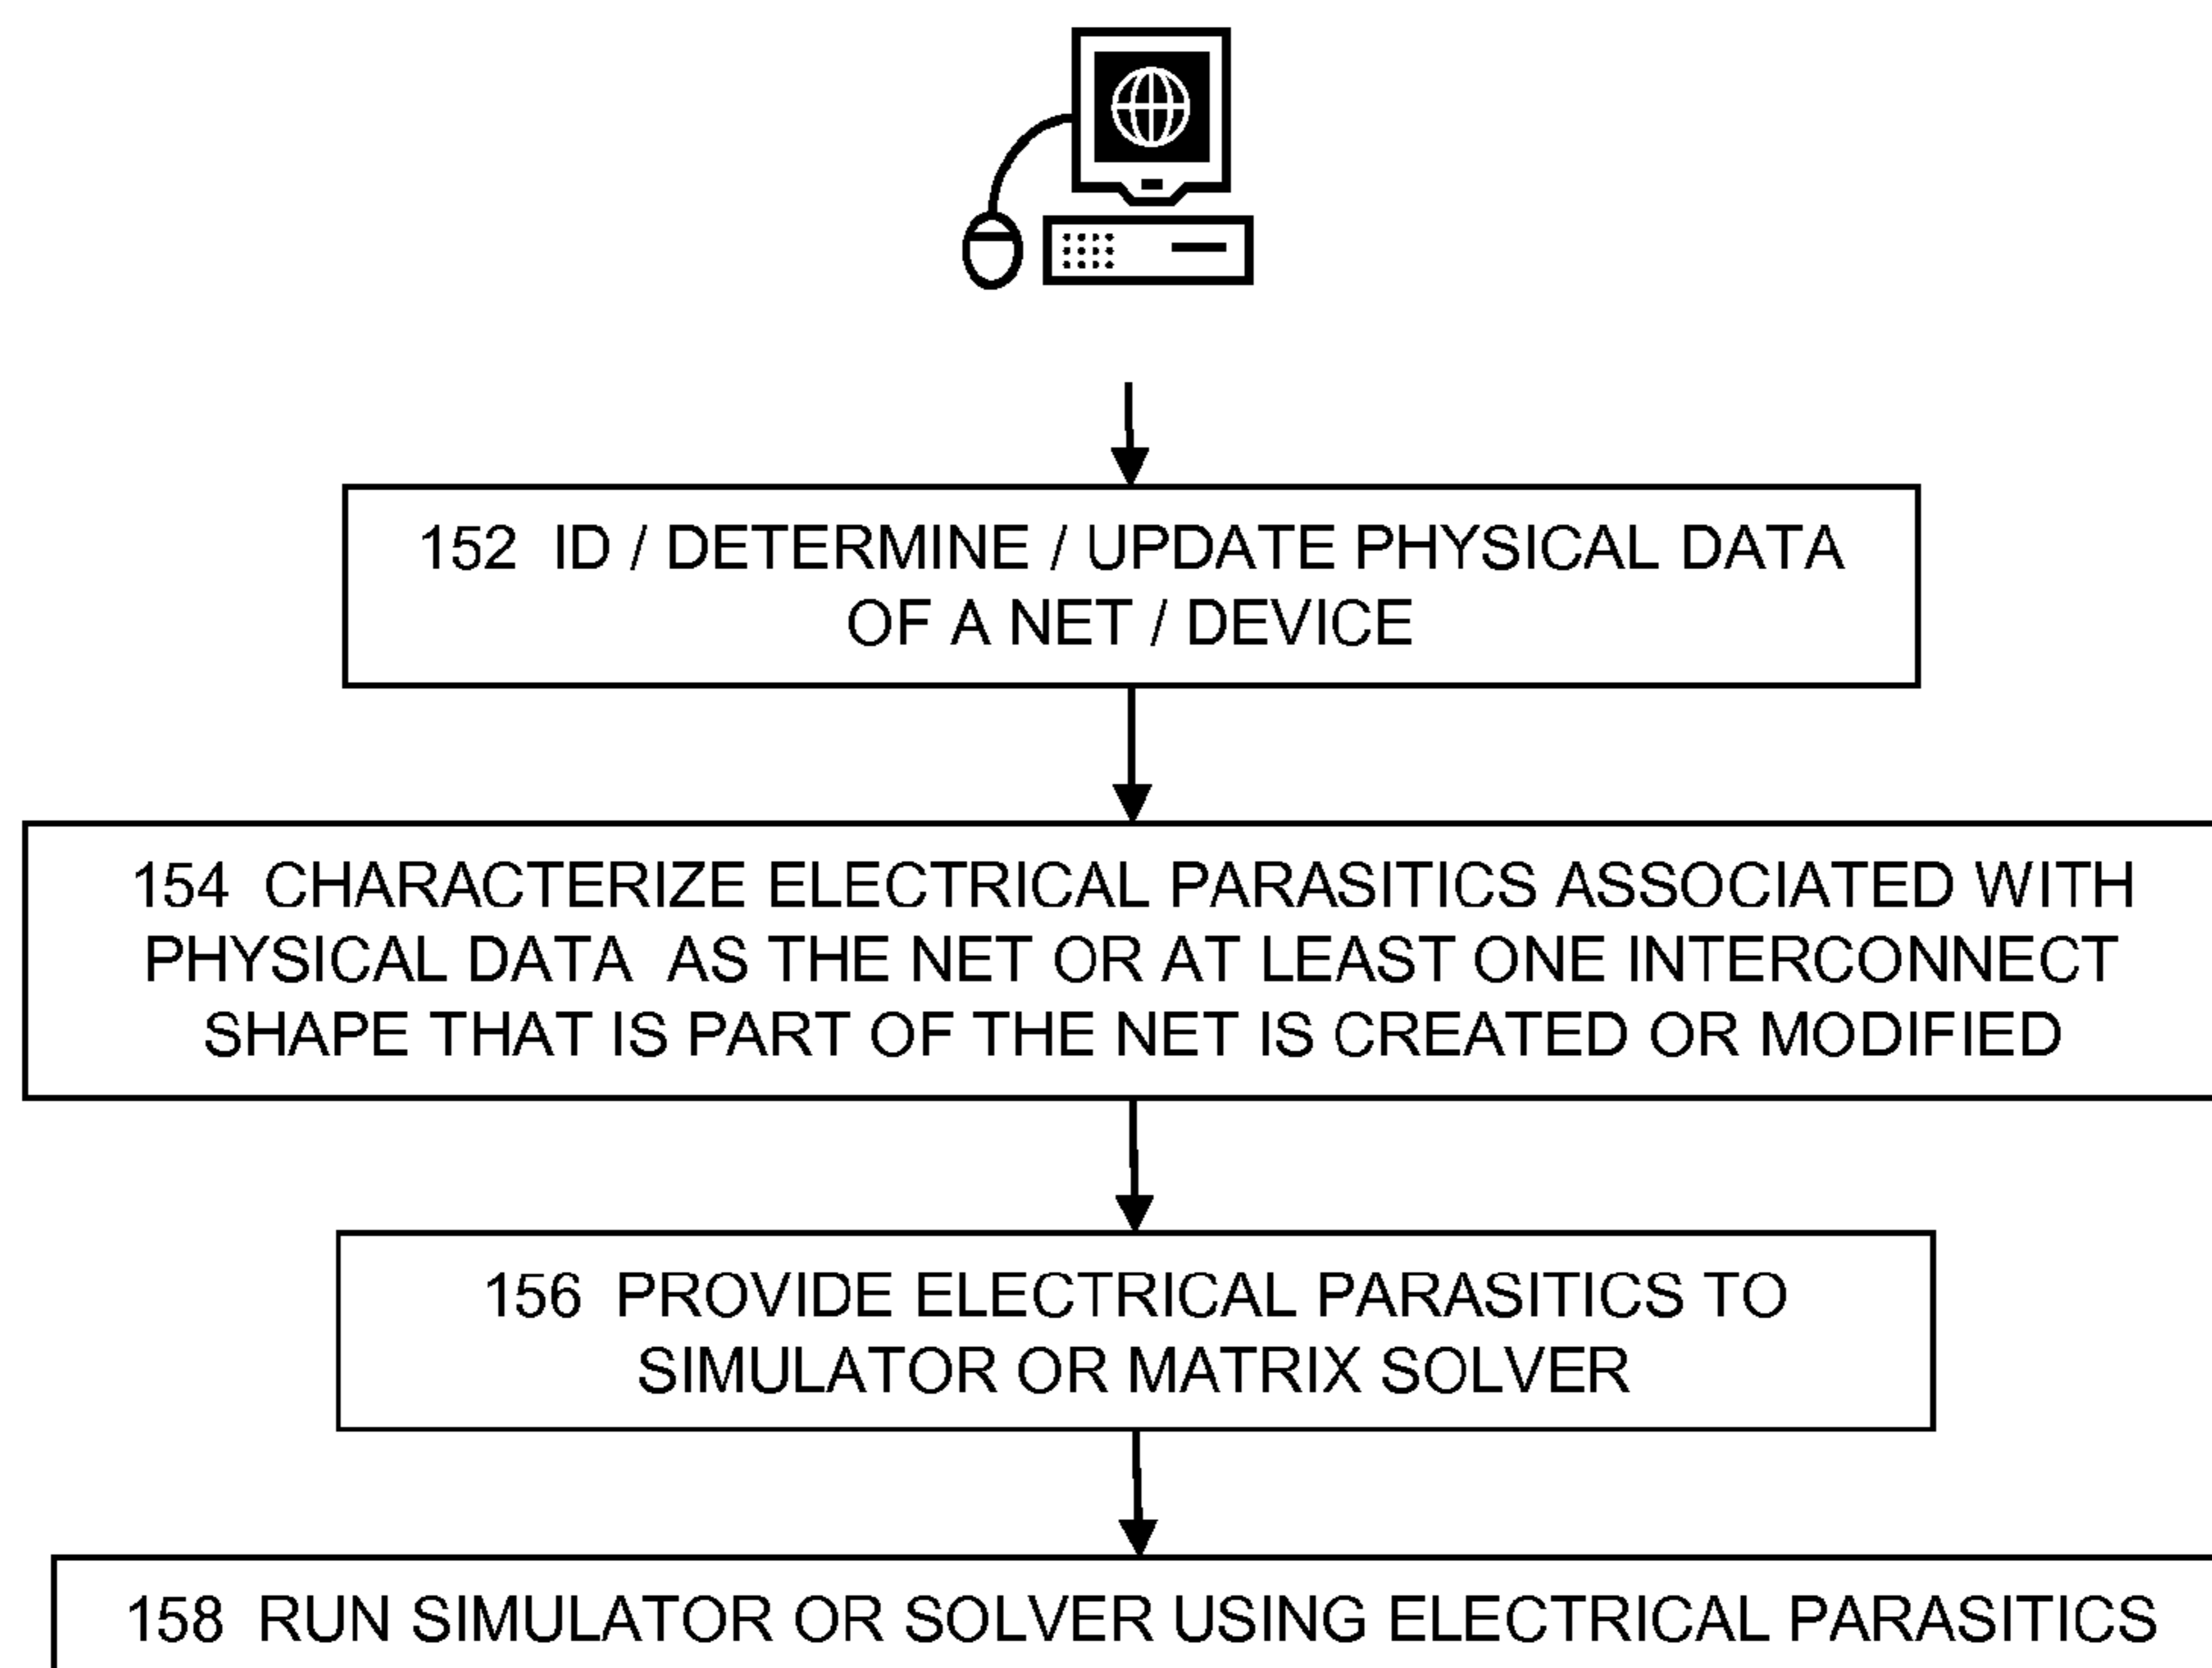 152 ID / DETERMINE / UPDATE PHYSICAL DATA
OF A NET / DEVICE
154 CHARACTERIZE ELECTRICAL PARASITICS ASSOCIATED WITH
PHYSICAL DATA AS THE NET OR AT LEAST ONE INTERCONNECT
SHAPE THAT IS PART OF THE NET IS CREATED OR MODIFIED
156 PROVIDE ELECTRICAL PARASITICS TO
SIMULATOR OR MATRIX SOLVER
158 RUN SIMULATOR OR SOLVER USING ELECTRICAL PARASITICS